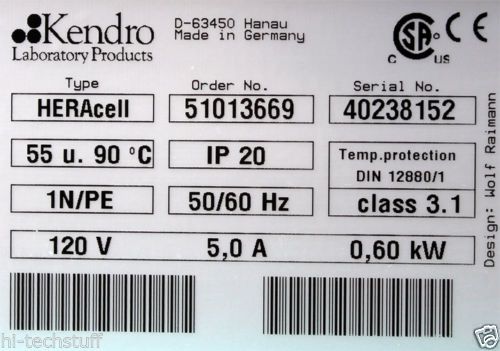 Kendro
Laboratory Products
D-63450 Hanau
Made in Germany
CSA
C US
CE
Type Order No. Serial No.
HERAcell 51013669 40238152
55 u. 90 °C IP 20 Temp.protection
DIN 12880/1
1N/PE 50/60 Hz class 3.1
120 V 5,0 A 0,60 kW
Design: Wolf Raimann
hi-techstuff